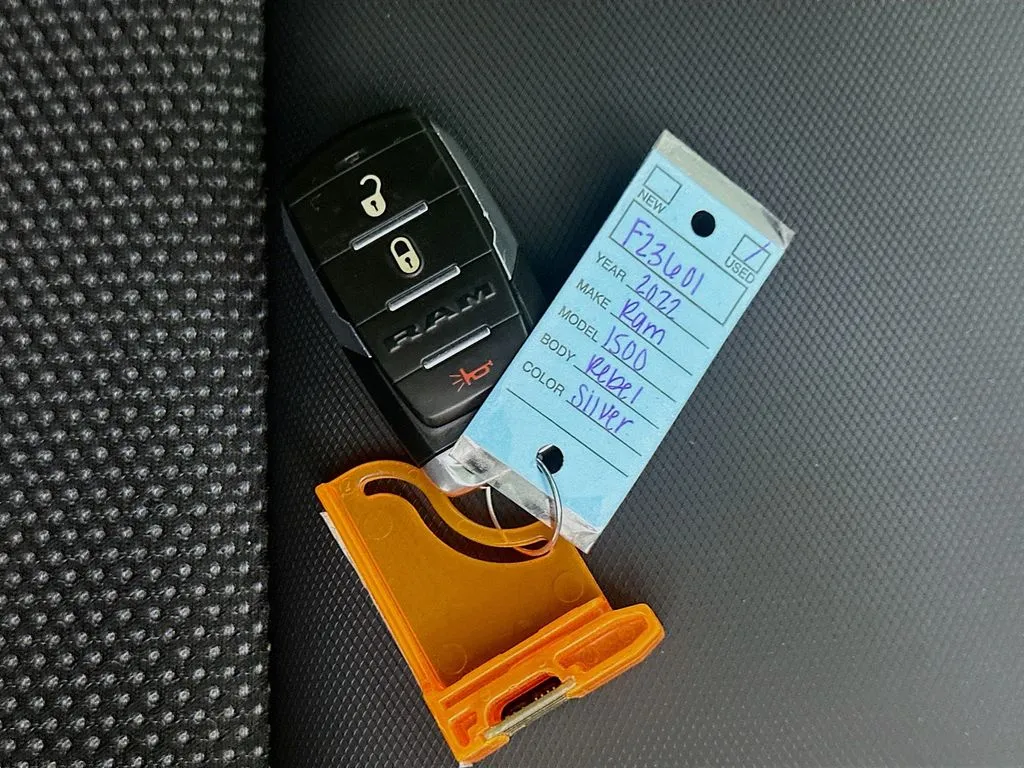 RAM
NEW
USED
F23601
YEAR 2022
MAKE Ram
MODEL 1500
BODY Rebel
COLOR Silver